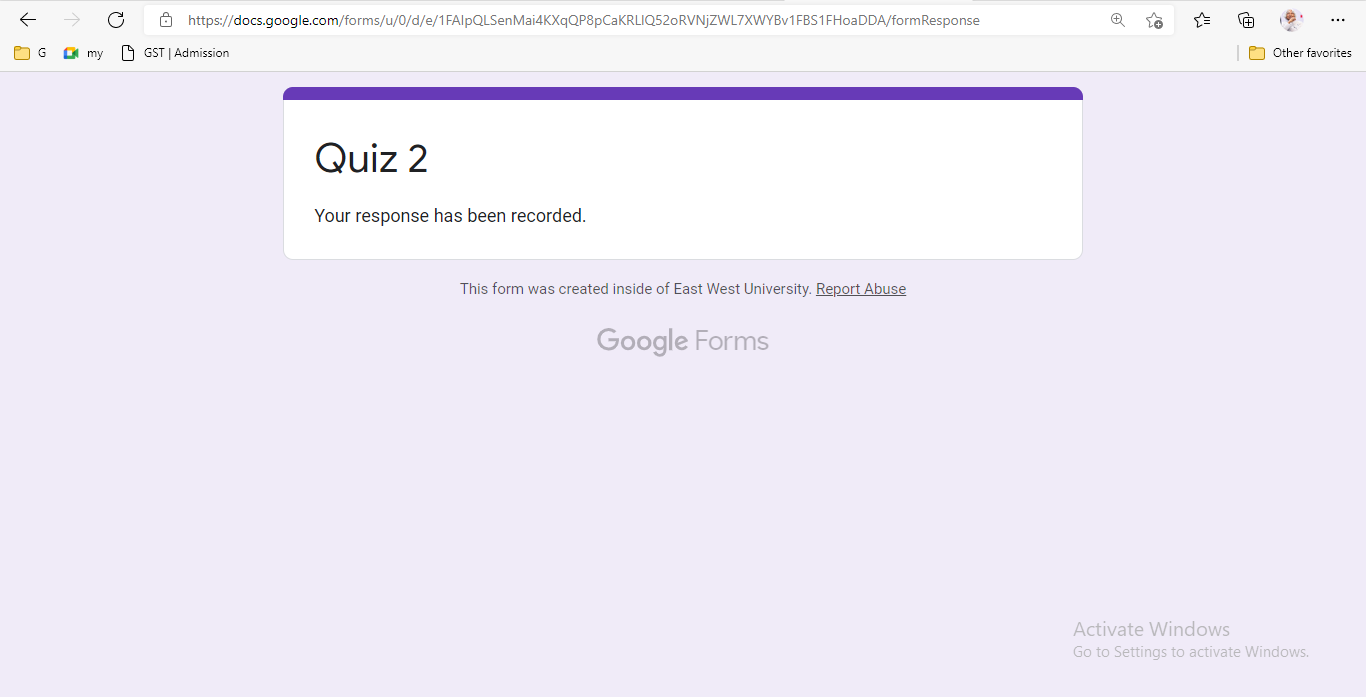 https://docs.google.com/forms/u/0/d/e/1FAIpQLSenMai4KXqQP8pCaKRLlQ52oRVNjZWL7XWYBv1FBS1FHoaDDA/formResponse
G my GST | Admission Other favorites
Quiz 2
Your response has been recorded.
This form was created inside of East West University. Report Abuse
Google Forms
Activate Windows
Go to Settings to activate Windows.